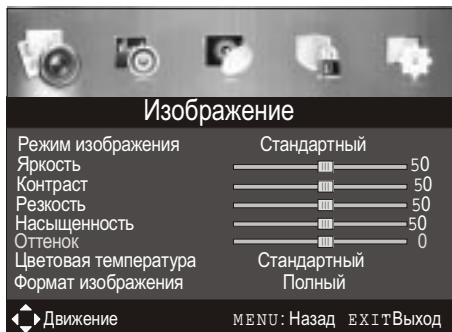 Изображение
Режим изображения Стандартный
Яркость 50
Контраст 50
Резкость 50
Насыщенность 50
Оттенок 0
Цветовая температура Стандартный
Формат изображения Полный
Движение MENU: Назад EXITВыход